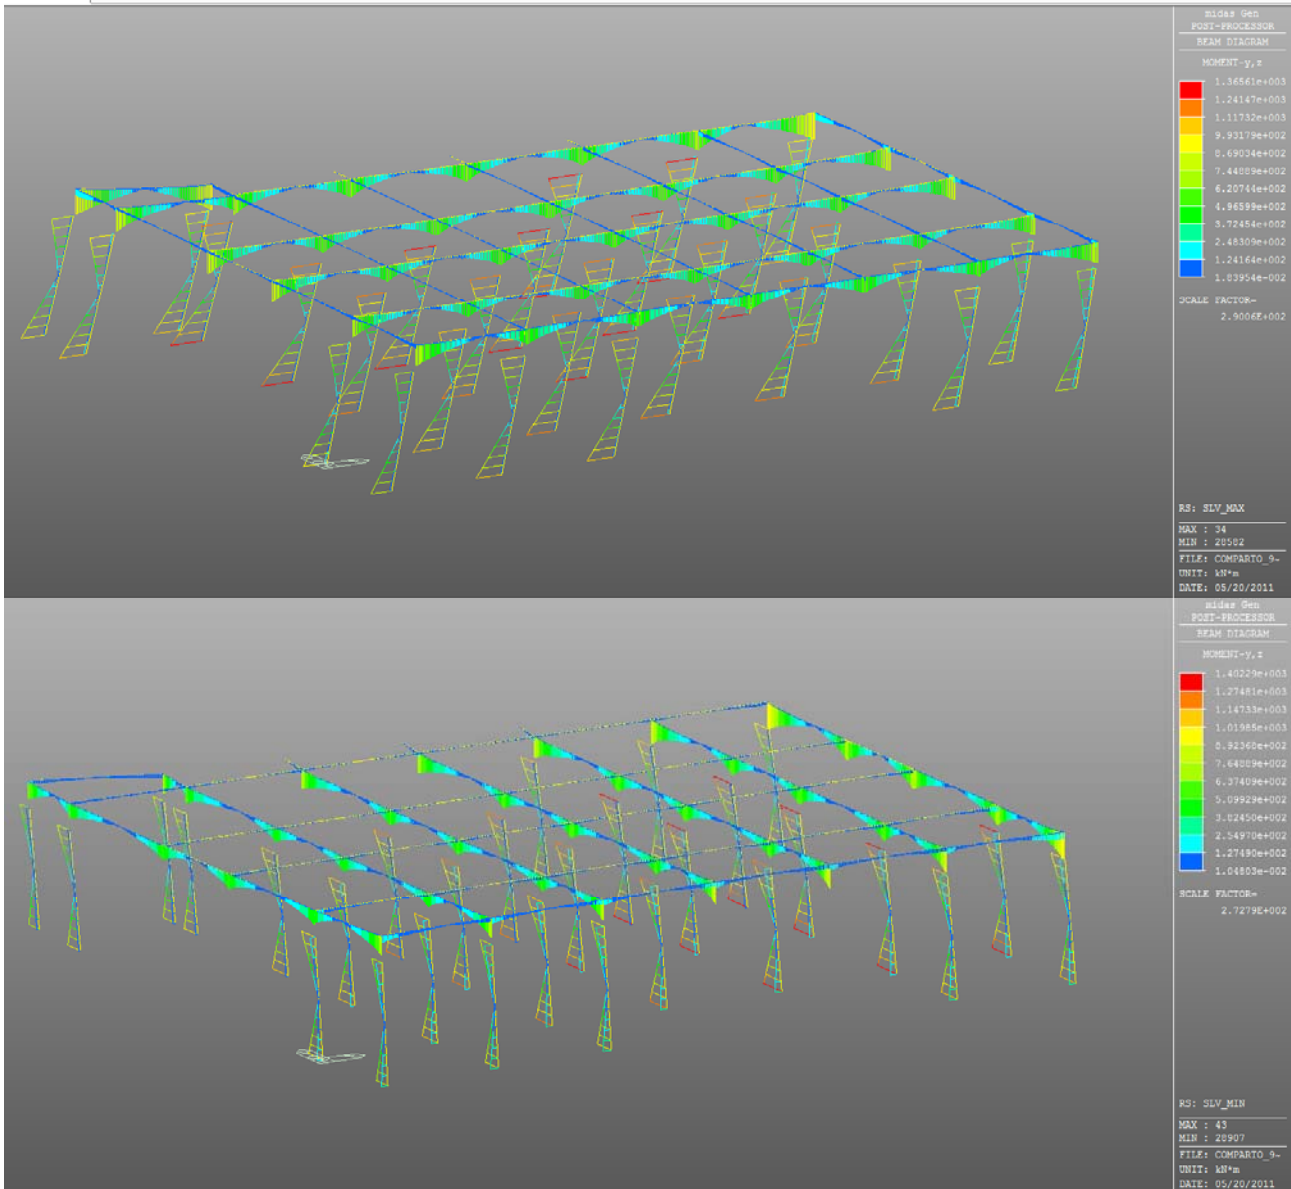 midas Gen
POST-PROCESSOR
BEAM DIAGRAM
MOMENT-y,z
1.36561e+003
1.24147e+003
1.11732e+003
9.93179e+002
8.69034e+002
7.44889e+002
6.20744e+002
4.96599e+002
3.72454e+002
2.48309e+002
1.24164e+002
1.83954e-002
SCALE FACTOR=
2.9006E+002
RS: SLV_MAX
MAX : 34
MIN : 28582
FILE: COMPARTO_9~
UNIT: kN*m
DATE: 05/20/2011
midas Gen
POST-PROCESSOR
BEAM DIAGRAM
MOMENT-y,z
1.40229e+003
1.27481e+003
1.14733e+003
1.01985e+003
8.92368e+002
7.64889e+002
6.37409e+002
5.09929e+002
3.82450e+002
2.54970e+002
1.27490e+002
1.04803e-002
SCALE FACTOR=
2.7279E+002
RS: SLV_MIN
MAX : 43
MIN : 28907
FILE: COMPARTO_9~
UNIT: kN*m
DATE: 05/20/2011